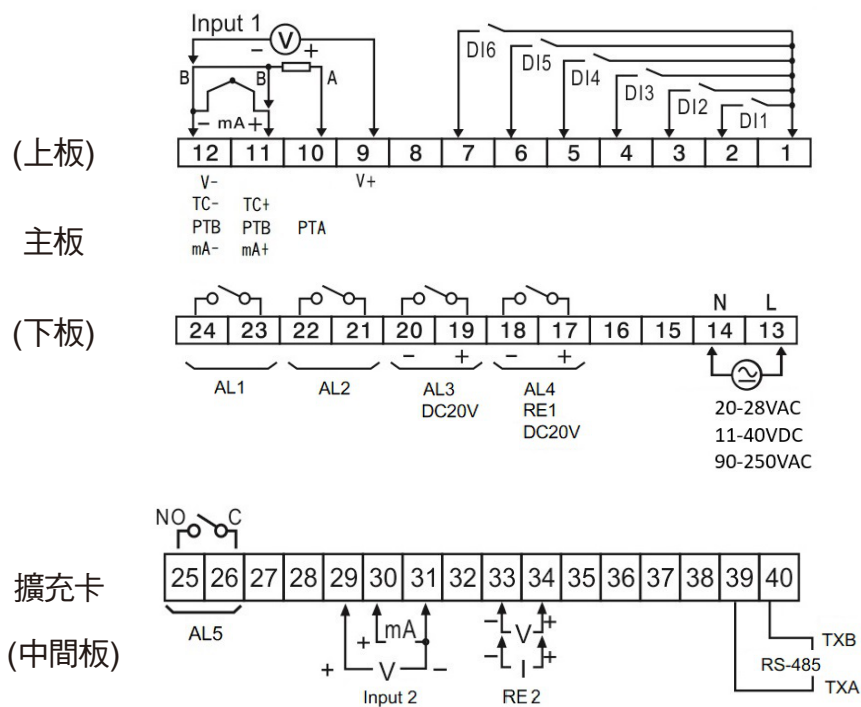 Input 1
− V +
B B A
− mA +
DI6
DI5
DI4
DI3
DI2
DI1
(上板)
12 11 10 9 8 7 6 5 4 3 2 1
V- V+
TC- TC+
主板
PTB PTB PTA
mA- mA+
N L
(下板)
24 23 22 21 20 19 18 17 16 15 14 13
− + − +
AL1 AL2 AL3 AL4
DC20V RE1
DC20V
20-28VAC
11-40VDC
90-250VAC
NO C
擴充卡
25 26 27 28 29 30 31 32 33 34 35 36 37 38 39 40
AL5
+ mA
− V +
+ V −
− I +
(中間板)
Input 2
RE2
TXB
RS-485
TXA